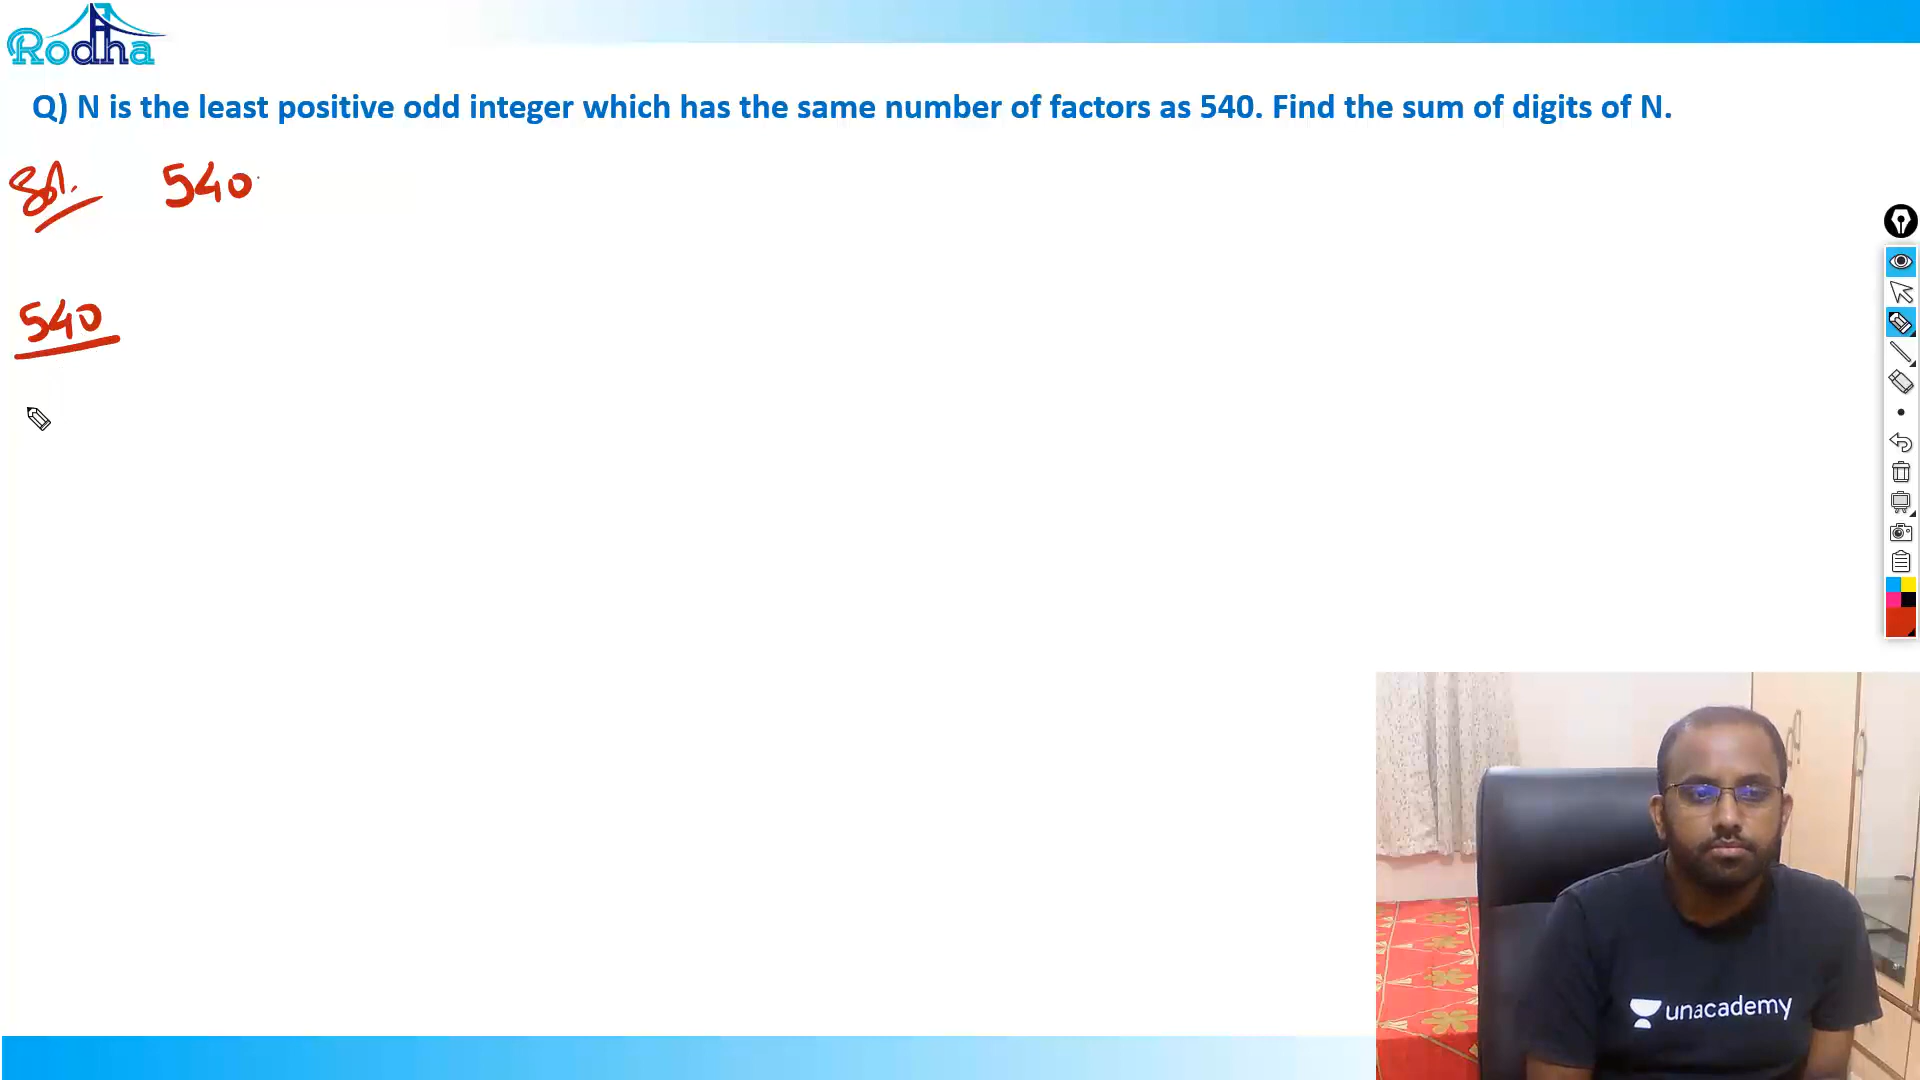 Rodha
Q) N is the least positive odd integer which has the same number of factors as 540. Find the sum of digits of N.
Sol. 540
540
unacademy